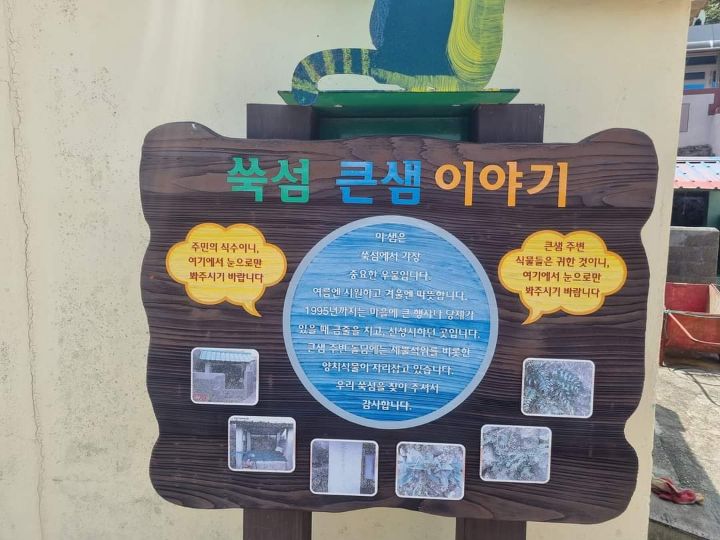 쑥섬 큰샘 이야기
주민의 식수이니,
여기에서 눈으로만
봐주시기 바랍니다
이 샘은
쑥섬에서 가장
중요한 우물입니다.
여름엔 시원하고 겨울엔 따뜻합니다.
1995년까지는 마을에 큰 행사나 당제가
있을 때 금줄을 치고, 신성시하던 곳입니다.
큰샘 주변 돌담에는 세뿔석위를 비롯한
양치식물이 자리잡고 있습니다.
우리 쑥섬을 찾아 주셔서
감사합니다.
큰샘 주변
식물들은 귀한 것이니,
여기에서 눈으로만
봐주시기 바랍니다